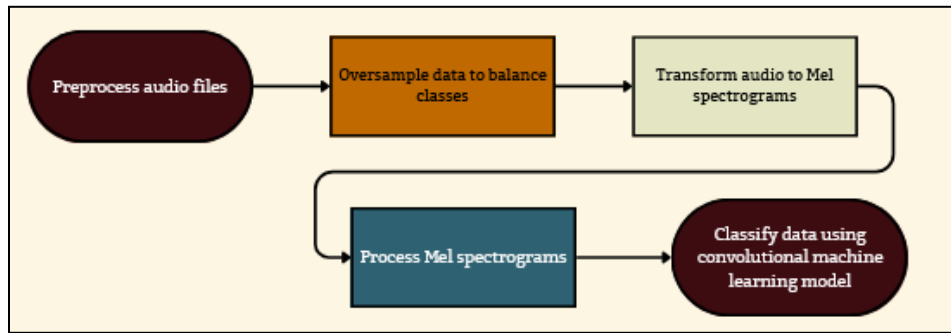 Preprocess audio files
Oversample data to balance
classes
Transform audio to Mel
spectrograms
Process Mel spectrograms
Classify data using
convolutional machine
learning model